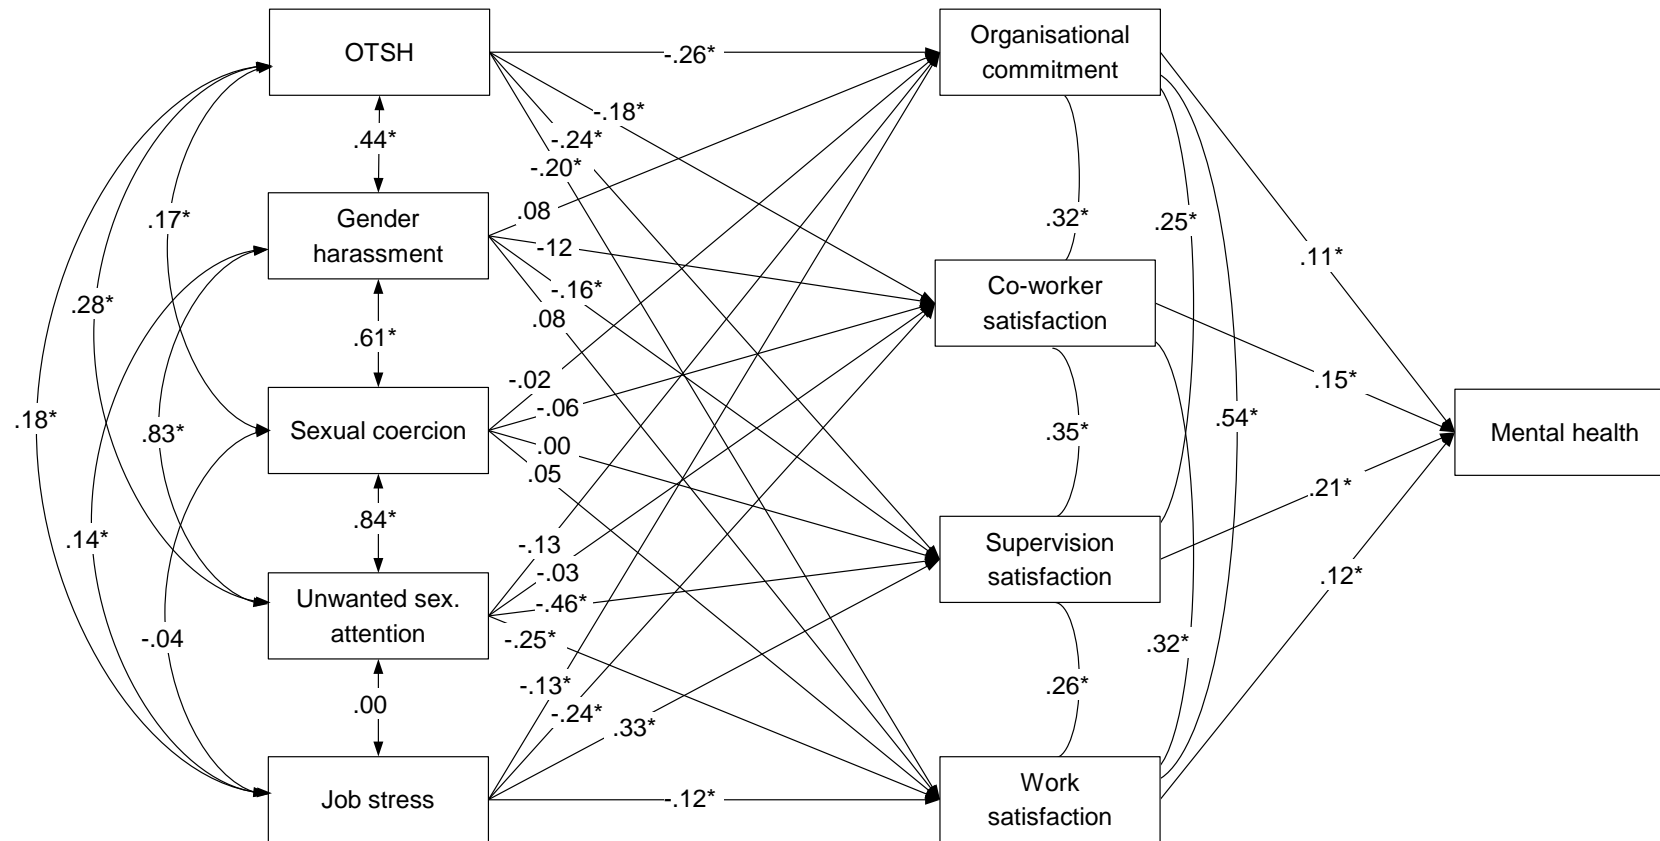 OTSH
Organisational
commitment
-.26*
-.18*
-.24*
-.20*
.44*
Gender
harassment
.17*
.08
-12
-.16*
.08
.32*
.25*
.11*
Co-worker
satisfaction
.28*
.61*
-.02
-.06
.00
.05
.15*
.18*
.83*
Sexual coercion
.35*
.54*
Mental health
.14*
.84*
-.13
-.03
-.46*
-.25*
Supervision
satisfaction
.21*
.12*
Unwanted sex.
attention
-.04
.32*
.00
-.13*
-.24*
.33*
.26*
Job stress
-.12*
Work
satisfaction